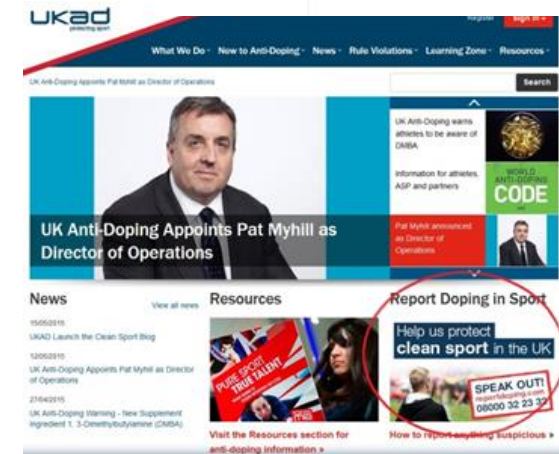 ukad
protecting sport
Register
Sign in
What We Do
New to Anti-Doping
News
Rule Violations
Learning Zone
Resources
UK Anti-Doping Appoints Pat Myhill as Director of Operations
Search
UK Anti-Doping warns
athletes to be aware of
DMBA
Information for athletes,
ASP and partners
WORLD
ANTI-DOPING
CODE
Pat Myhill announced
as Director of
Operations
UK Anti-Doping Appoints Pat Myhill as
Director of Operations
News
View all news
15/05/2015
UKAD Launch the Clean Sport Blog
12/05/2015
UK Anti-Doping Appoints Pat Myhill as Director
of Operations
27/04/2015
UK Anti-Doping Warning - New Supplement
Ingredient 1, 3-Dimethylbutylamine (DMBA)
Resources
PURE SPORT
TRUE TALENT
Visit the Resources section for
anti-doping information »
Report Doping in Sport
Help us protect
clean sport in the UK
SPEAK OUT!
reportdoping.com
08000 32 23 32
How to report anything suspicious »